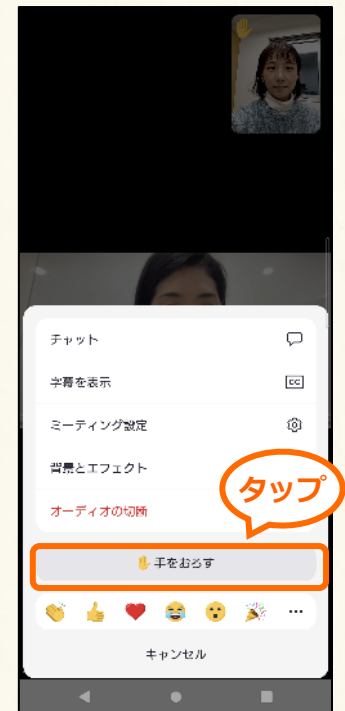 チャット
字幕を表示
CC
ミーティング設定
背景とエフェクト
タップ
オーディオの切断
手をおろす
キャンセル